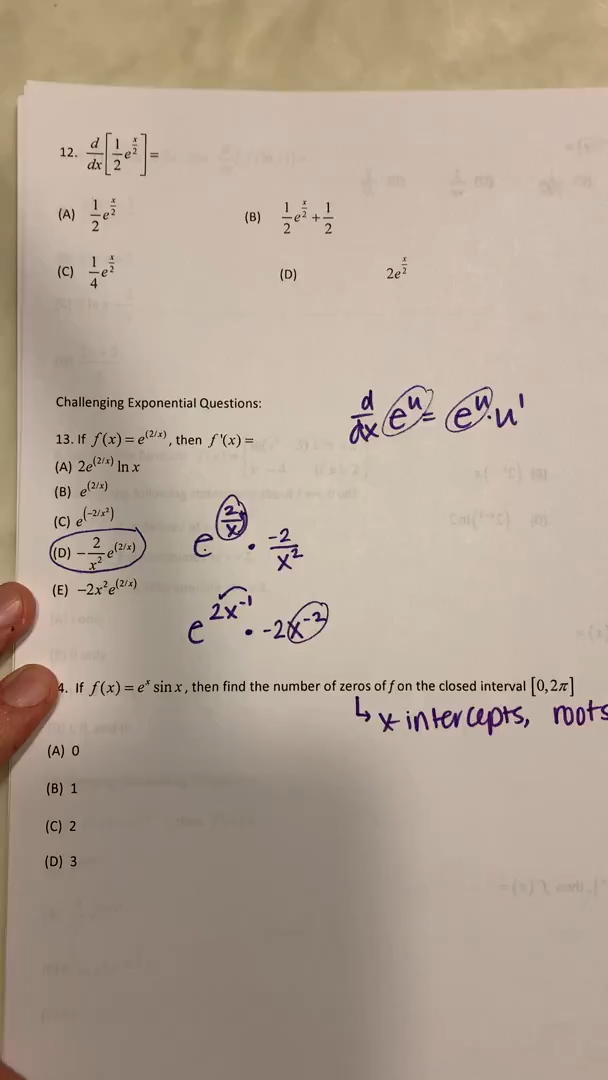 12. d/dx [1/2 e^(x/2)] =
(A) 1/2 e^(x/2) (B) 1/2 e^(x/2) + 1/2
(C) 1/4 e^(x/2) (D) 2e^(x/2)
Challenging Exponential Questions:
d/dx e^u = e^u · u'
13. If f(x) = e^(2/x), then f'(x) =
(A) 2e^(2/x) ln x
(B) e^(2/x)
(C) e^(-2/x²)
(D) -2/x² e^(2/x)
(E) -2x²e^(2/x)
e^(2/x) · -2/x²
e^(2x^-1) · -2x^-2
4. If f(x) = e^x sin x, then find the number of zeros of f on the closed interval [0,2π]
↳ x intercepts, roots
(A) 0
(B) 1
(C) 2
(D) 3